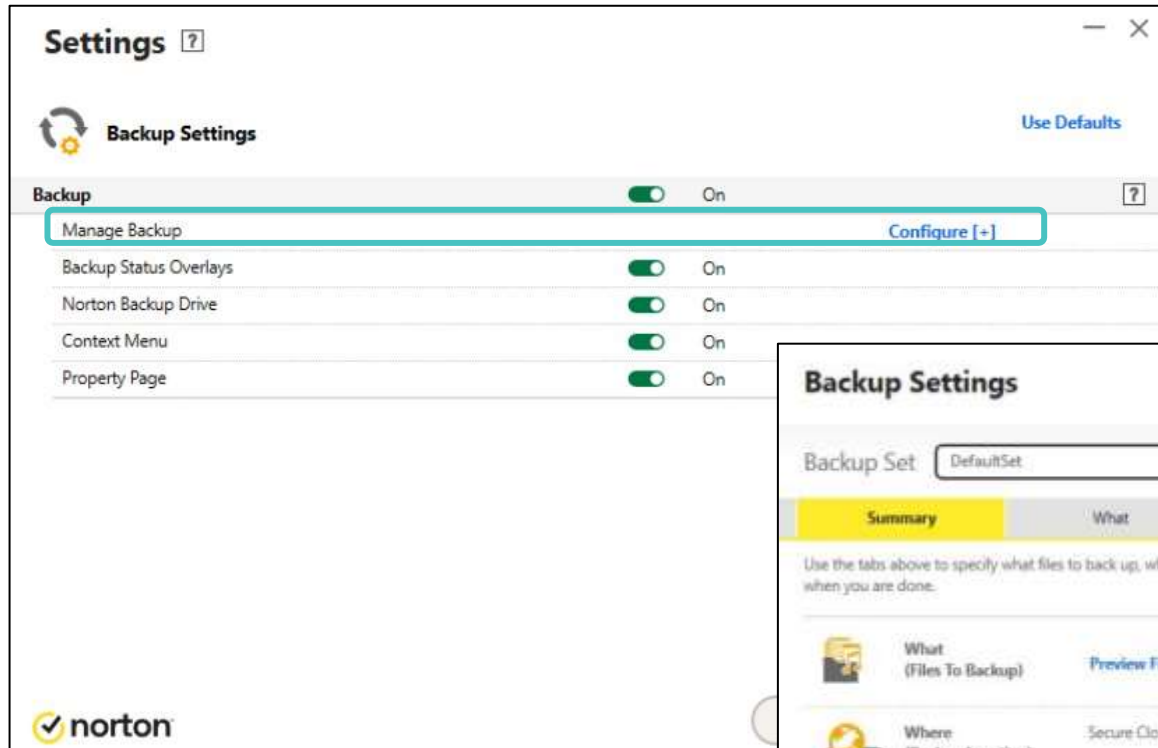 Settings ?
Backup Settings
Use Defaults
Backup On ?
Manage Backup Configure [+]
Backup Status Overlays On
Norton Backup Drive On
Context Menu On
Property Page On
Backup Settings
Backup Set DefaultSet
Summary What
Use the tabs above to specify what files to back up,
when you are done.
What
(Files To Backup)
Preview
Where
Secure
norton